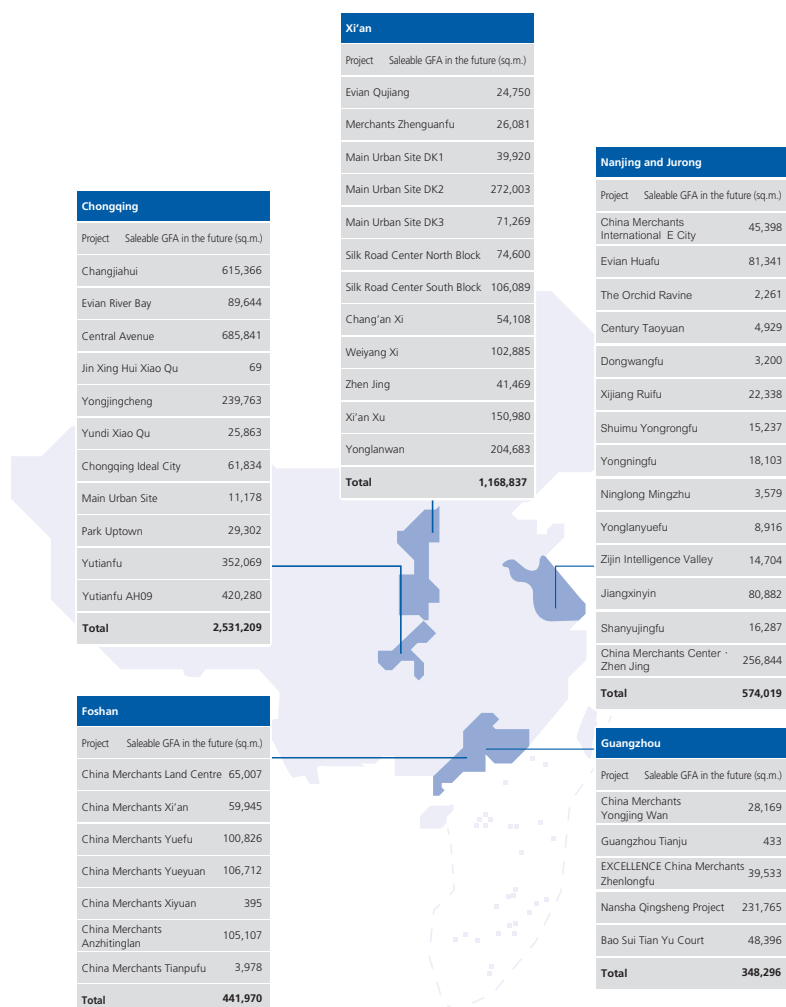 Xi’an
Project Saleable GFA in the future (sq.m.)
Evian Qujiang 24,750
Merchants Zhenguanfu 26,081
Main Urban Site DK1 39,920
Main Urban Site DK2 272,003
Main Urban Site DK3 71,269
Silk Road Center North Block 74,600
Silk Road Center South Block 106,089
Chang’an Xi 54,108
Weiyang Xi 102,885
Zhen Jing 41,469
Xi’an Xu 150,980
Yonglanwan 204,683
Total 1,168,837
Nanjing and Jurong
Project Saleable GFA in the future (sq.m.)
China Merchants
International E City 45,398
Evian Huafu 81,341
The Orchid Ravine 2,261
Century Taoyuan 4,929
Dongwangfu 3,200
Xijiang Ruifu 22,338
Shuimu Yongrongfu 15,237
Yongningfu 18,103
Ninglong Mingzhu 3,579
Yonglanyuefu 8,916
Zijin Intelligence Valley 14,704
Jiangxinyin 80,882
Shanyujingfu 16,287
China Merchants Center ·
Zhen Jing 256,844
Total 574,019
Chongqing
Project Saleable GFA in the future (sq.m.)
Changjiahui 615,366
Evian River Bay 89,644
Central Avenue 685,841
Jin Xing Hui Xiao Qu 69
Yongjingcheng 239,763
Yundi Xiao Qu 25,863
Chongqing Ideal City 61,834
Main Urban Site 11,178
Park Uptown 29,302
Yutianfu 352,069
Yutianfu AH09 420,280
Total 2,531,209
Foshan
Project Saleable GFA in the future (sq.m.)
China Merchants Land Centre 65,007
China Merchants Xi’an 59,945
China Merchants Yuefu 100,826
China Merchants Yueyuan 106,712
China Merchants Xiyuan 395
China Merchants
Anzhitinglan 105,107
China Merchants Tianpufu 3,978
Total 441,970
Guangzhou
Project Saleable GFA in the future (sq.m.)
China Merchants
Yongjing Wan 28,169
Guangzhou Tianju 433
EXCELLENCE China Merchants
Zhenlongfu 39,533
Nansha Qingsheng Project 231,765
Bao Sui Tian Yu Court 48,396
Total 348,296